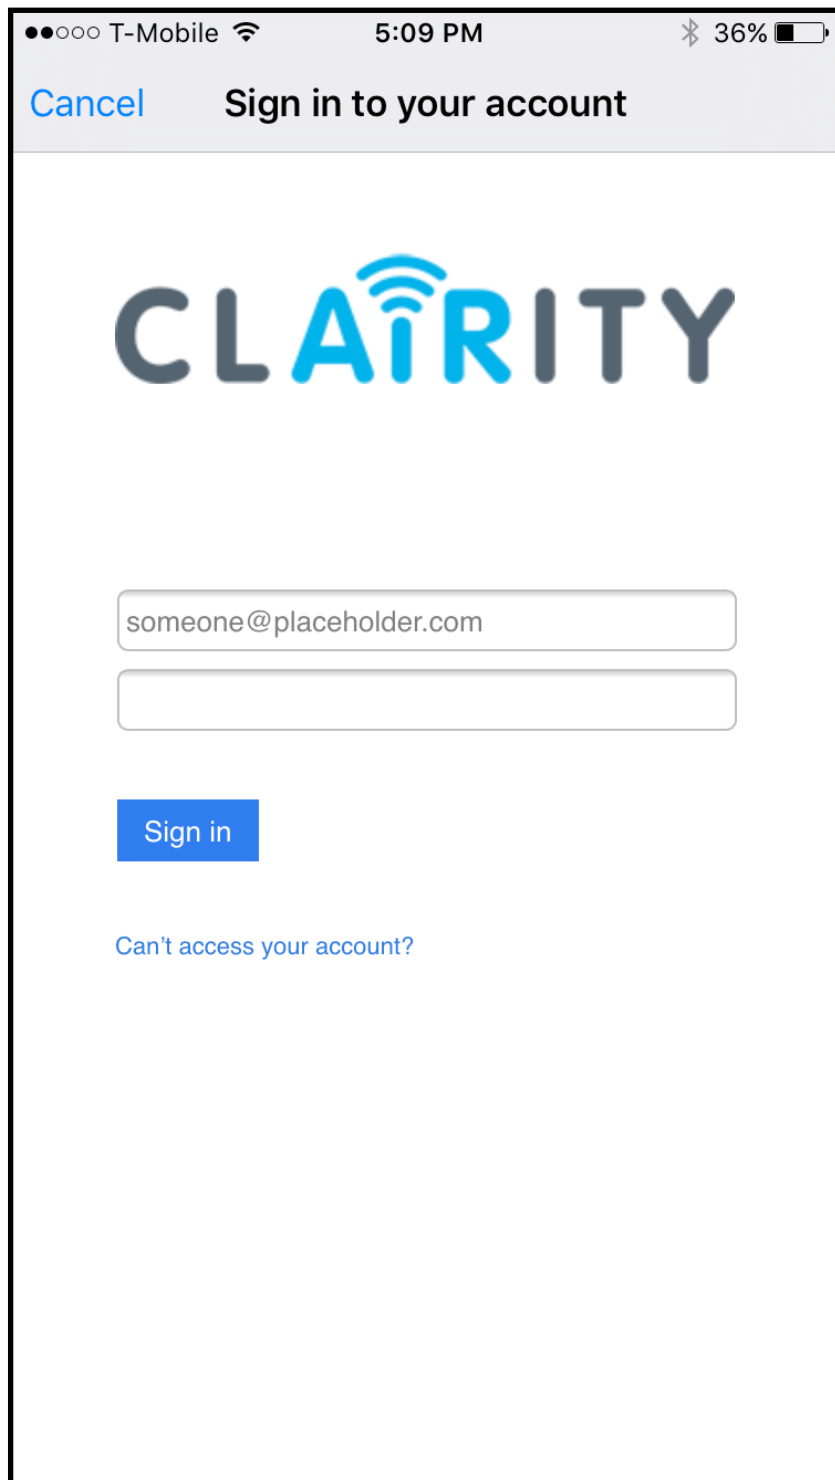 T-Mobile 5:09 PM 36%
Cancel Sign in to your account
CLAiRITY
someone@placeholder.com
Sign in
Can't access your account?